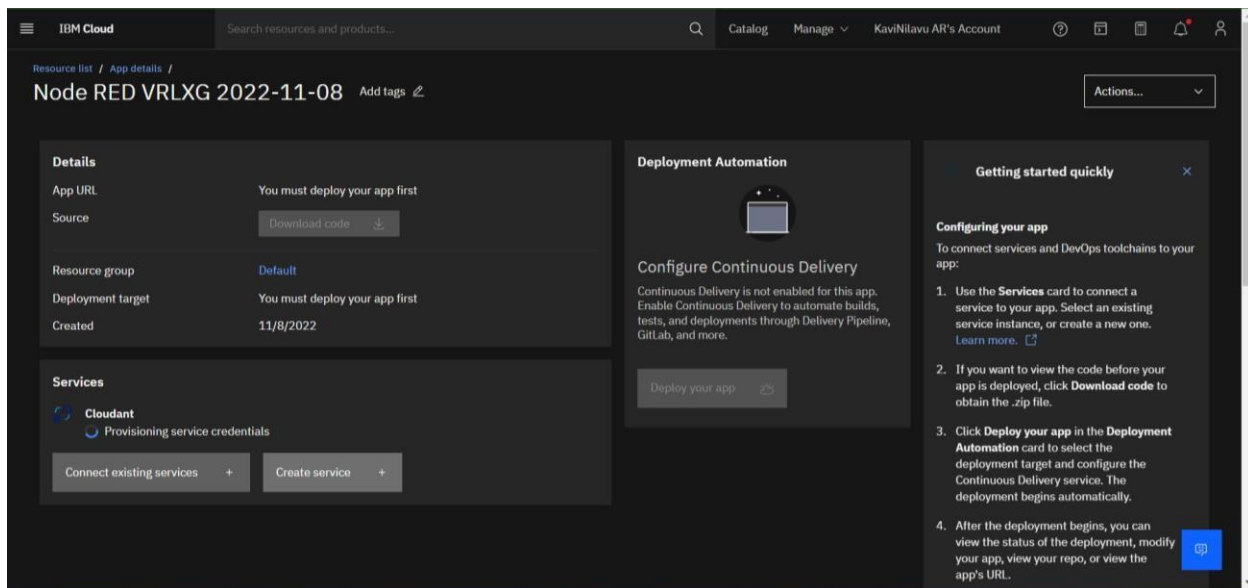 IBM Cloud
Search resources and products...
Catalog
Manage
KaviNilavu AR's Account
Resource list / App details /
Node RED VRLXG 2022-11-08
Add tags
Actions...
Details
App URL
You must deploy your app first
Source
Download code
Resource group
Default
Deployment target
You must deploy your app first
Created
11/8/2022
Services
Cloudant
Provisioning service credentials
Connect existing services +
Create service +
Deployment Automation
Configure Continuous Delivery
Continuous Delivery is not enabled for this app.
Enable Continuous Delivery to automate builds,
tests, and deployments through Delivery Pipeline,
GitLab, and more.
Deploy your app
Getting started quickly
Configuring your app
To connect services and DevOps toolchains to your
app:
1. Use the Services card to connect a
service to your app. Select an existing
service instance, or create a new one.
Learn more.
2. If you want to view the code before your
app is deployed, click Download code to
obtain the .zip file.
3. Click Deploy your app in the Deployment
Automation card to select the
deployment target and configure the
Continuous Delivery service. The
deployment begins automatically.
4. After the deployment begins, you can
view the status of the deployment, modify
your app, view your repo, or view the
app's URL.